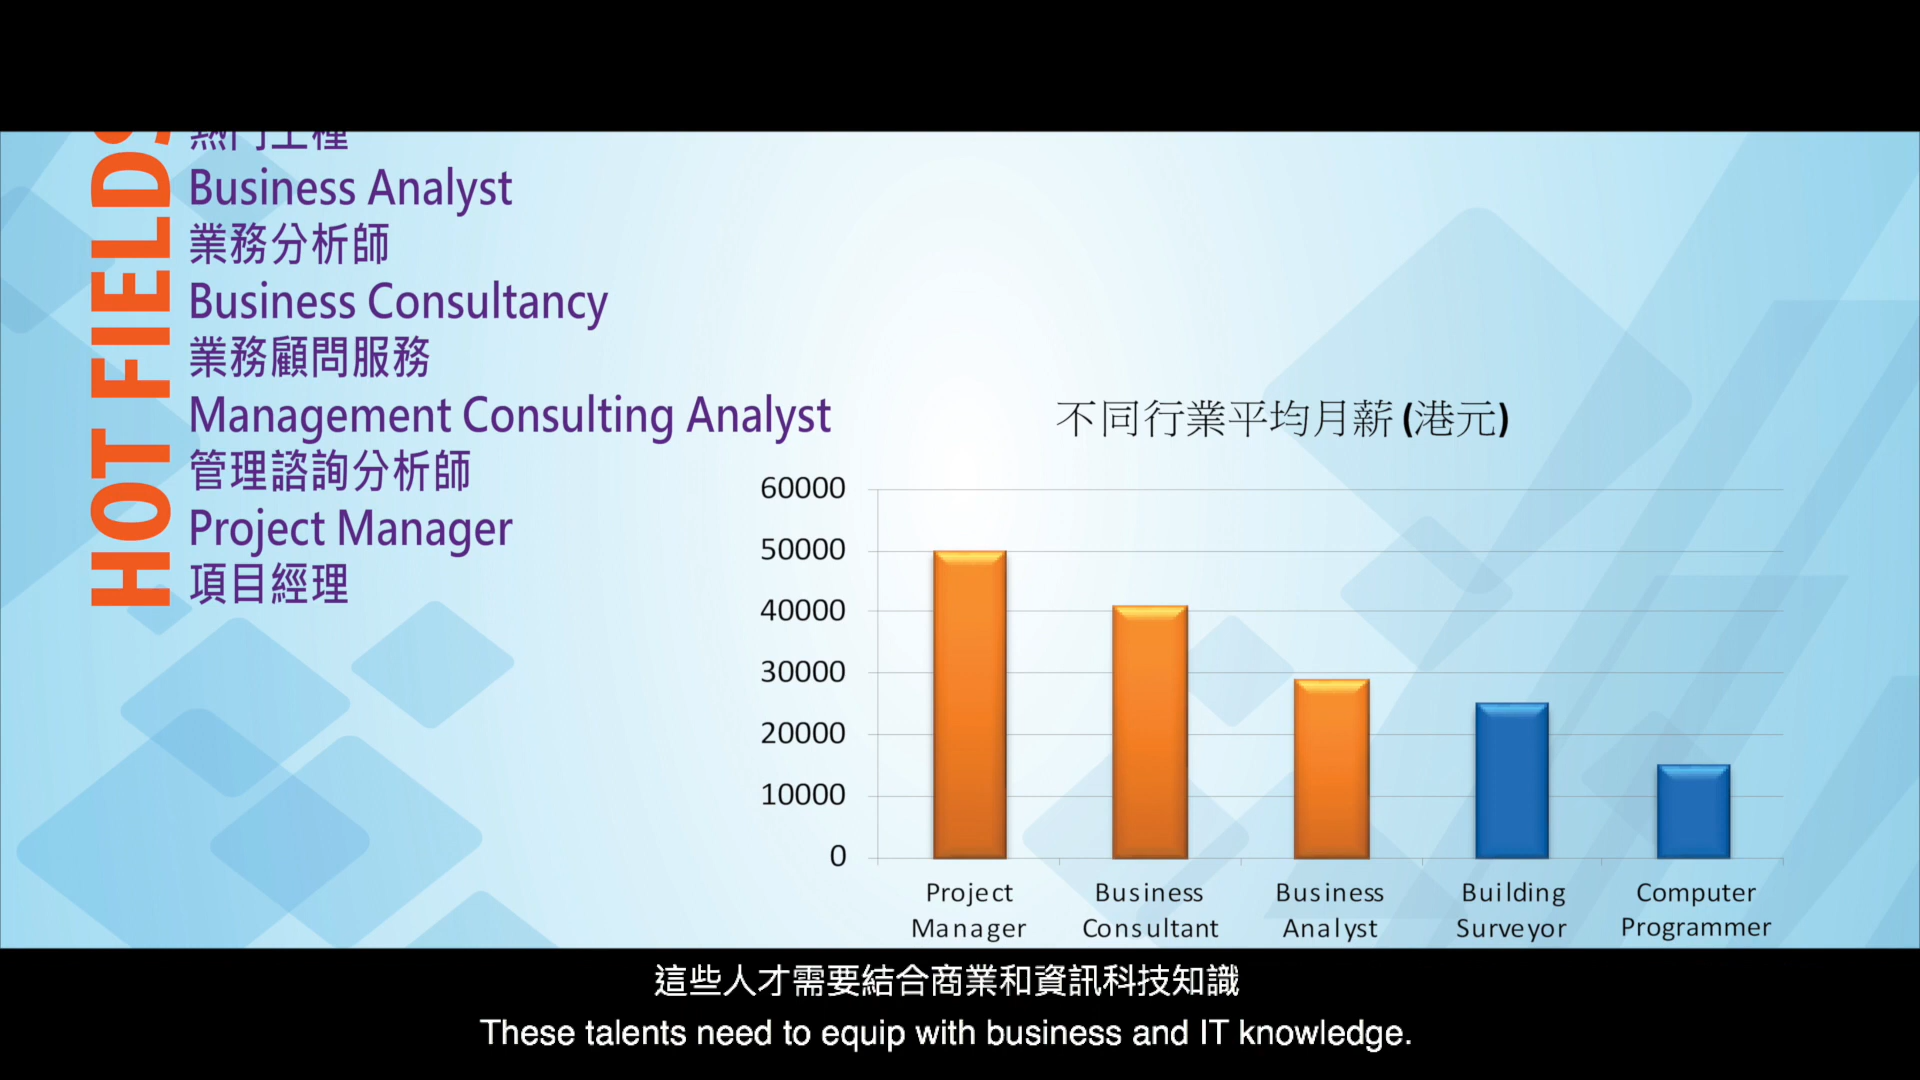 HOT FIELDS
熱門工種
Business Analyst
業務分析師
Business Consultancy
業務顧問服務
Management Consulting Analyst
管理諮詢分析師
Project Manager
項目經理
不同行業平均月薪(港元)
60000
50000
40000
30000
20000
10000
0
Project
Manager
Business
Consultant
Business
Analyst
Building
Surveyor
Computer
Programmer
這些人才需要結合商業和資訊科技知識
These talents need to equip with business and IT knowledge.